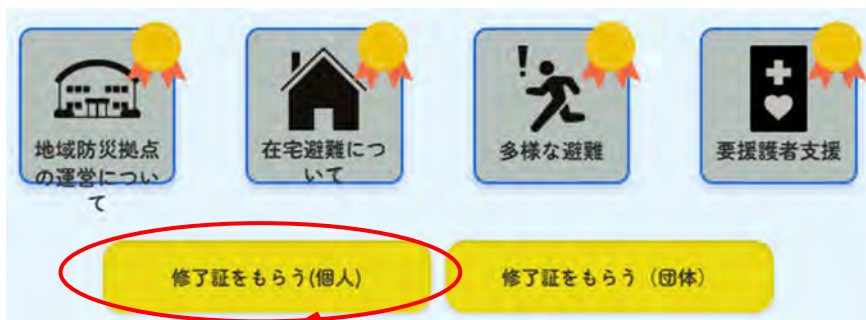 地域防災拠点
の運営につい
て
在宅避難につ
いて
多様な避難
要援護者支援
修了証をもらう(個人)
修了証をもらう（団体）